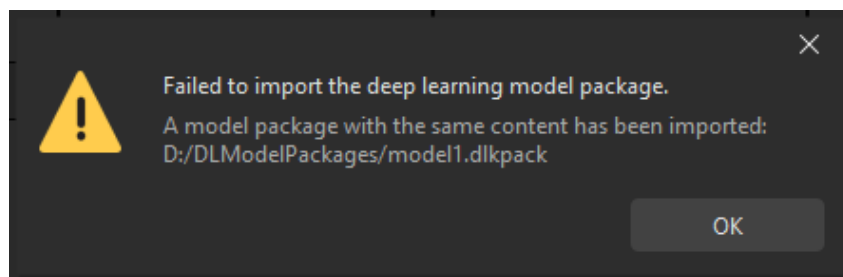 Failed to import the deep learning model package.
A model package with the same content has been imported:
D:/DLModelPackages/model1.dlkpack
OK